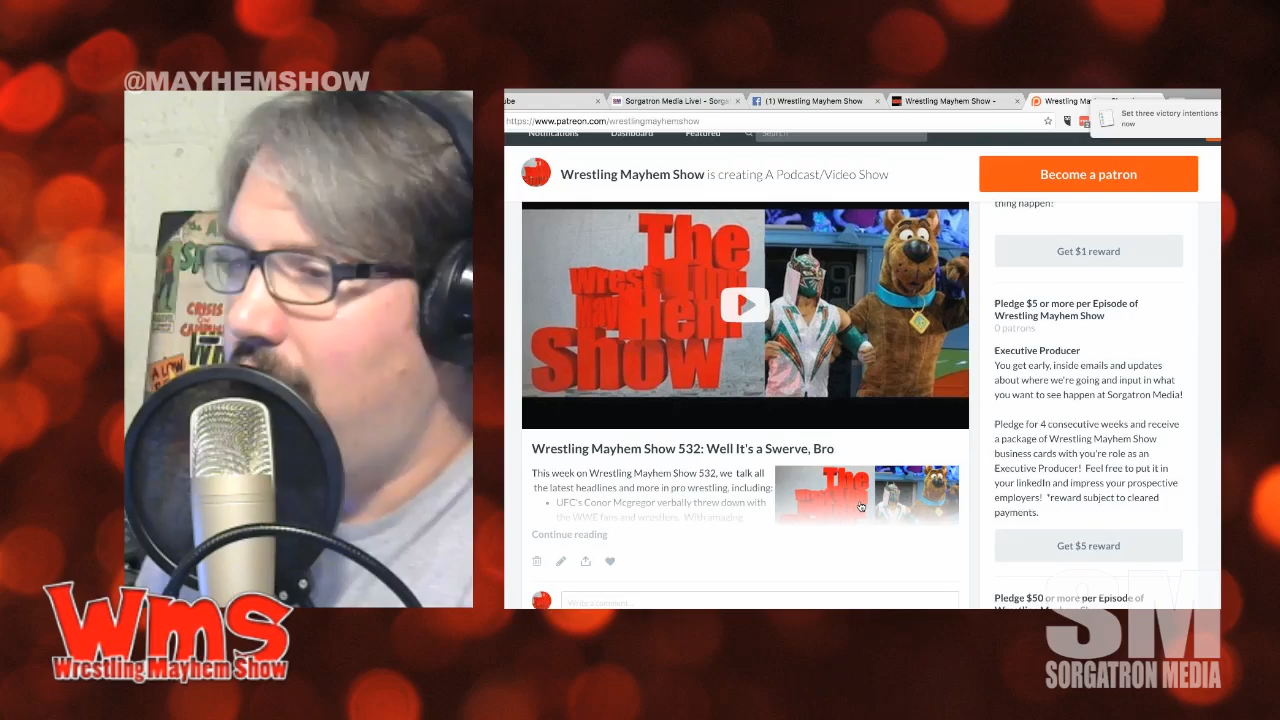 @MAYHEMSHOW
ube
Sorgatron Media Live! - Sorga
(1) Wrestling Mayhem Show
Wrestling Mayhem Show -
Set three victory intentions
now
https://www.patreon.com/wrestlingmayhemshow
Notifications
Dashboard
Featured
Search
Wrestling Mayhem Show is creating A Podcast/Video Show
Become a patron
thing happen!
Get $1 reward
The
Wrestling
MayHem
Show
Pledge $5 or more per Episode of
Wrestling Mayhem Show
0 patrons
Executive Producer
You get early, inside emails and updates
about where we're going and input in what
you want to see happen at Sorgatron Media!
Pledge for 4 consecutive weeks and receive
a package of Wrestling Mayhem Show
business cards with you're role as an
Executive Producer! Feel free to put it in
your linkedIn and impress your prospective
employers! *reward subject to cleared
payments.
Get $5 reward
Pledge $50 or more per Episode of
Wrestling Mayhem Show 532: Well It's a Swerve, Bro
This week on Wrestling Mayhem Show 532, we talk all
the latest headlines and more in pro wrestling, including:
• UFC's Conor Mcgregor verbally threw down with
the WWE fans and wrestlers. With amazing
Continue reading
Write a comment...
CRISIS
WMS
Wrestling Mayhem Show
SM
SORGATRON MEDIA